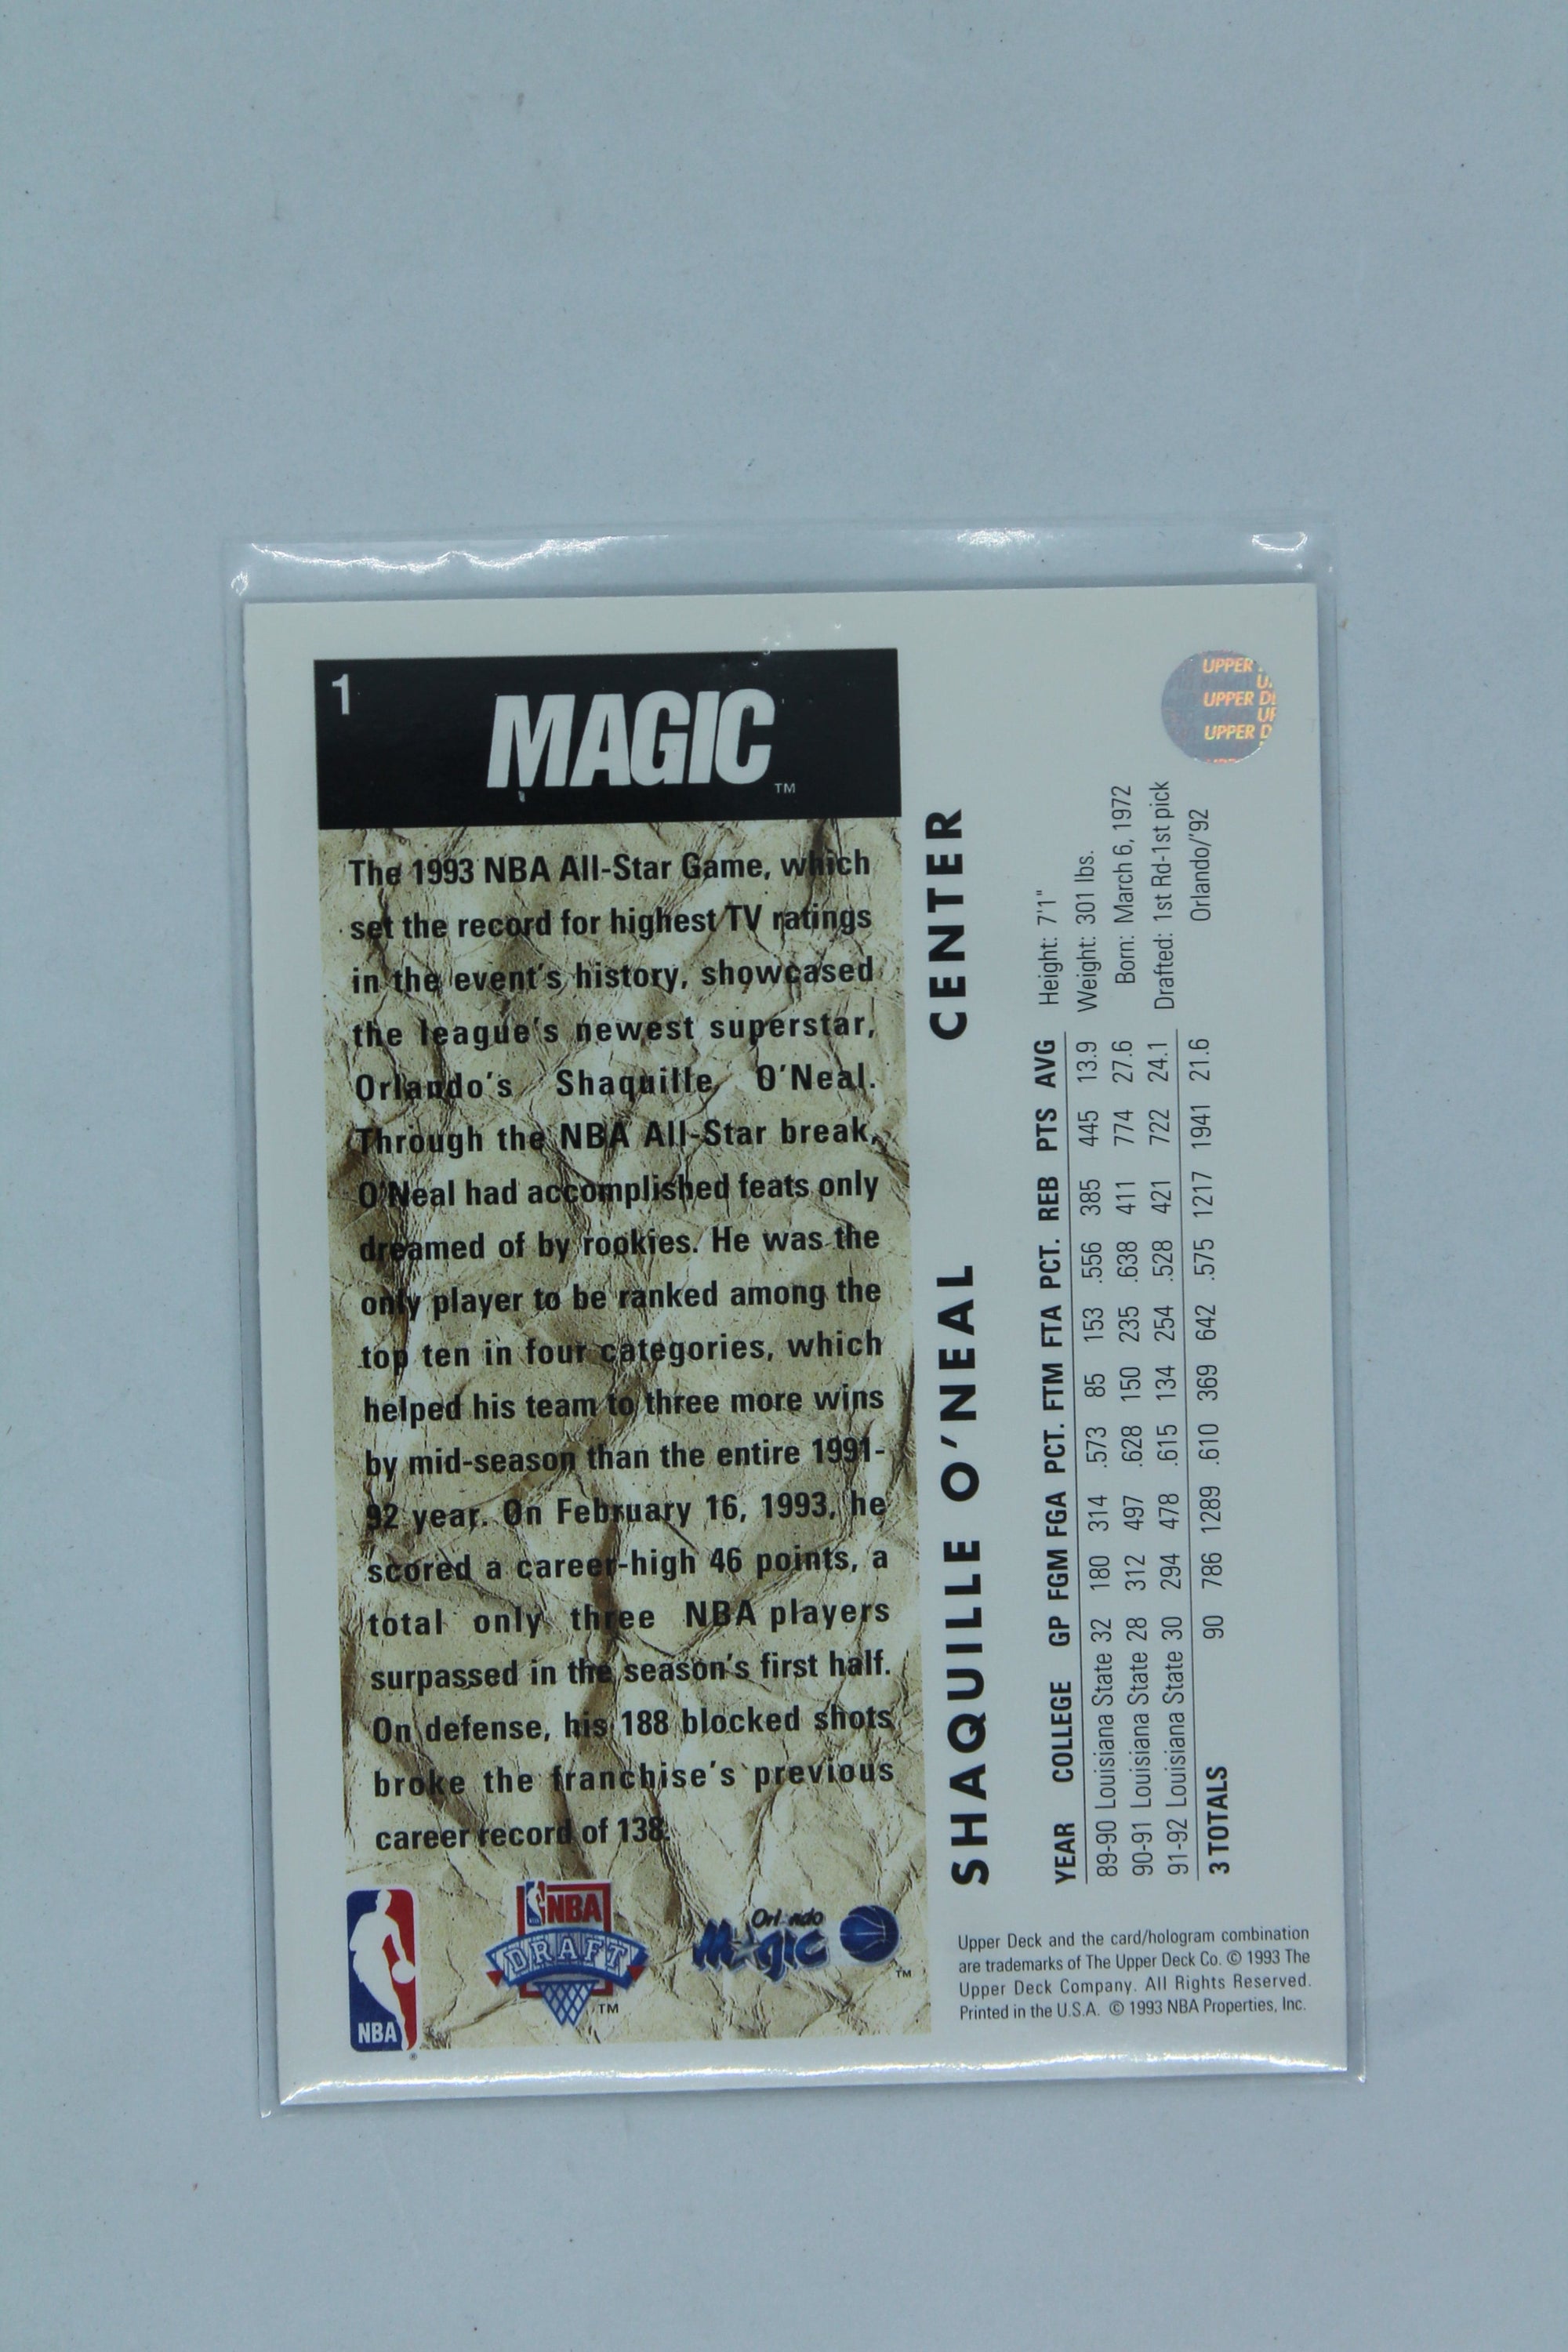 1
MAGIC
TM
The 1993 NBA All-Star Game, which
set the record for highest TV ratings
in the event's history, showcased
the league's newest superstar,
Orlando's Shaquille O'Neal.
Through the NBA All-Star break,
O'Neal had accomplished feats only
dreamed of by rookies. He was the
only player to be ranked among the
top ten in four categories, which
helped his team to three more wins
by mid-season than the entire 1991-
92 year. On February 16, 1993, he
scored a career-high 46 points, a
total only three NBA players
surpassed in the season's first half.
On defense, his 188 blocked shots
broke the franchise's previous
career record of 138.
NBA
®
NBA
DRAFT
TM
Orlando
Magic
TM
SHAQUILLE O'NEAL CENTER
YEAR COLLEGE GP FGM FGA PCT. FTM FTA PCT. REB PTS AVG
89-90 Louisiana State 32 180 314 .573 85 153 .556 385 445 13.9
90-91 Louisiana State 28 312 497 .628 150 235 .638 411 774 27.6
91-92 Louisiana State 30 294 478 .615 134 254 .528 421 722 24.1
3 TOTALS 90 786 1289 .610 369 642 .575 1217 1941 21.6
Height: 7'1"
Weight: 301 lbs.
Born: March 6, 1972
Drafted: 1st Rd-1st pick
Orlando/'92
UPPER
U
UPPER D
UP
UPPER D
Upper Deck and the card/hologram combination
are trademarks of The Upper Deck Co. © 1993 The
Upper Deck Company. All Rights Reserved.
Printed in the U.S.A. © 1993 NBA Properties, Inc.